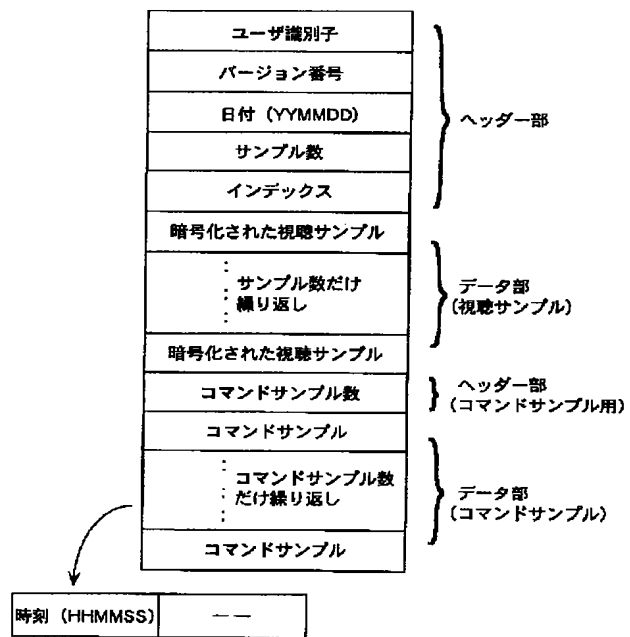 ユーザ識別子
バージョン番号
日付 (YYMMDD)
サンプル数
インデックス
ヘッダー部
暗号化された視聴サンプル
サンプル数だけ
繰り返し
暗号化された視聴サンプル
データ部
(視聴サンプル)
コマンドサンプル数
ヘッダー部
(コマンドサンプル用)
コマンドサンプル
コマンドサンプル数
だけ繰り返し
コマンドサンプル
データ部
(コマンドサンプル)
時刻 (HHMMSS)
——